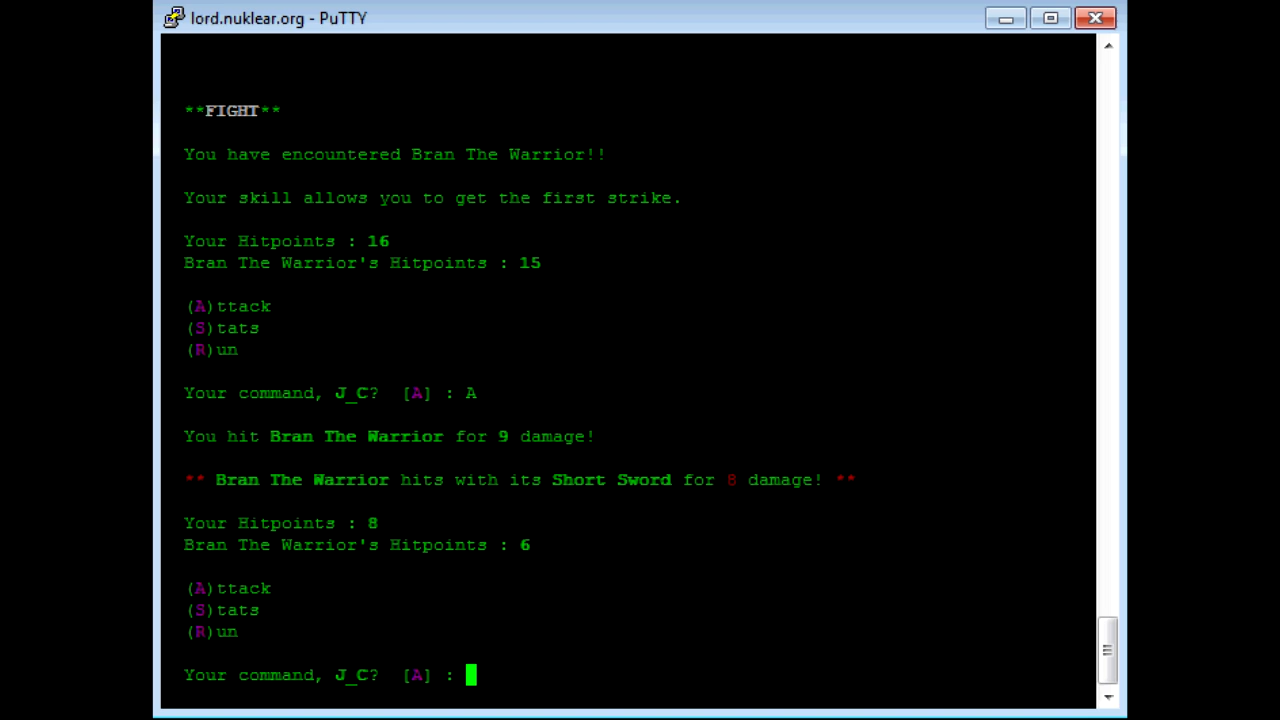 lord.nuklear.org - PuTTY
**FIGHT**
You have encountered Bran The Warrior!!
Your skill allows you to get the first strike.
Your Hitpoints : 16
Bran The Warrior's Hitpoints : 15
(A)ttack
(S)tats
(R)un
Your command, J_C?  [A] : A
You hit Bran The Warrior for 9 damage!
** Bran The Warrior hits with its Short Sword for 8 damage! **
Your Hitpoints : 8
Bran The Warrior's Hitpoints : 6
(A)ttack
(S)tats
(R)un
Your command, J_C?  [A] :